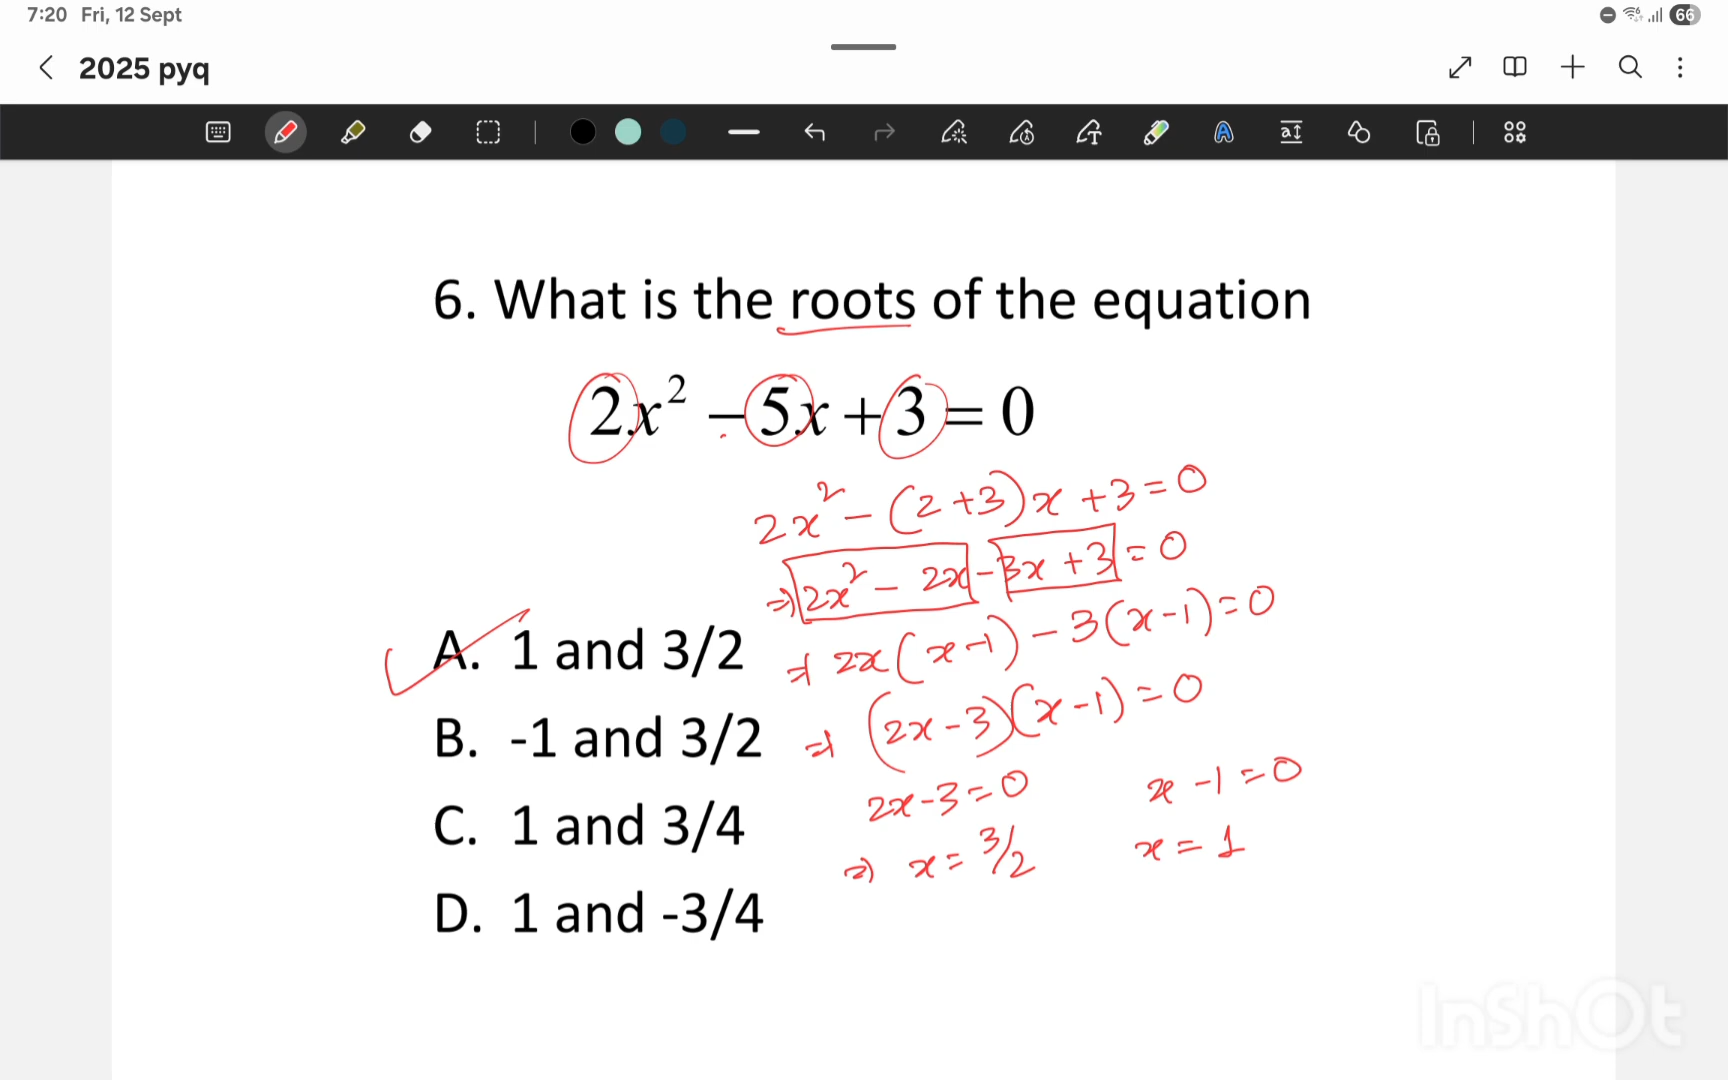 7:20 Fri, 12 Sept
66
2025 pyq
6. What is the roots of the equation
2x² − 5x + 3 = 0
2x² − (2+3)x + 3 = 0
⇒ 2x² − 2x − 3x + 3 = 0
⇒ 2x(x−1) − 3(x−1) = 0
⇒ (2x−3)(x−1) = 0
2x−3=0 x−1=0
⇒ x = 3/2 x = 1
A. 1 and 3/2
B. -1 and 3/2
C. 1 and 3/4
D. 1 and -3/4
InShOt